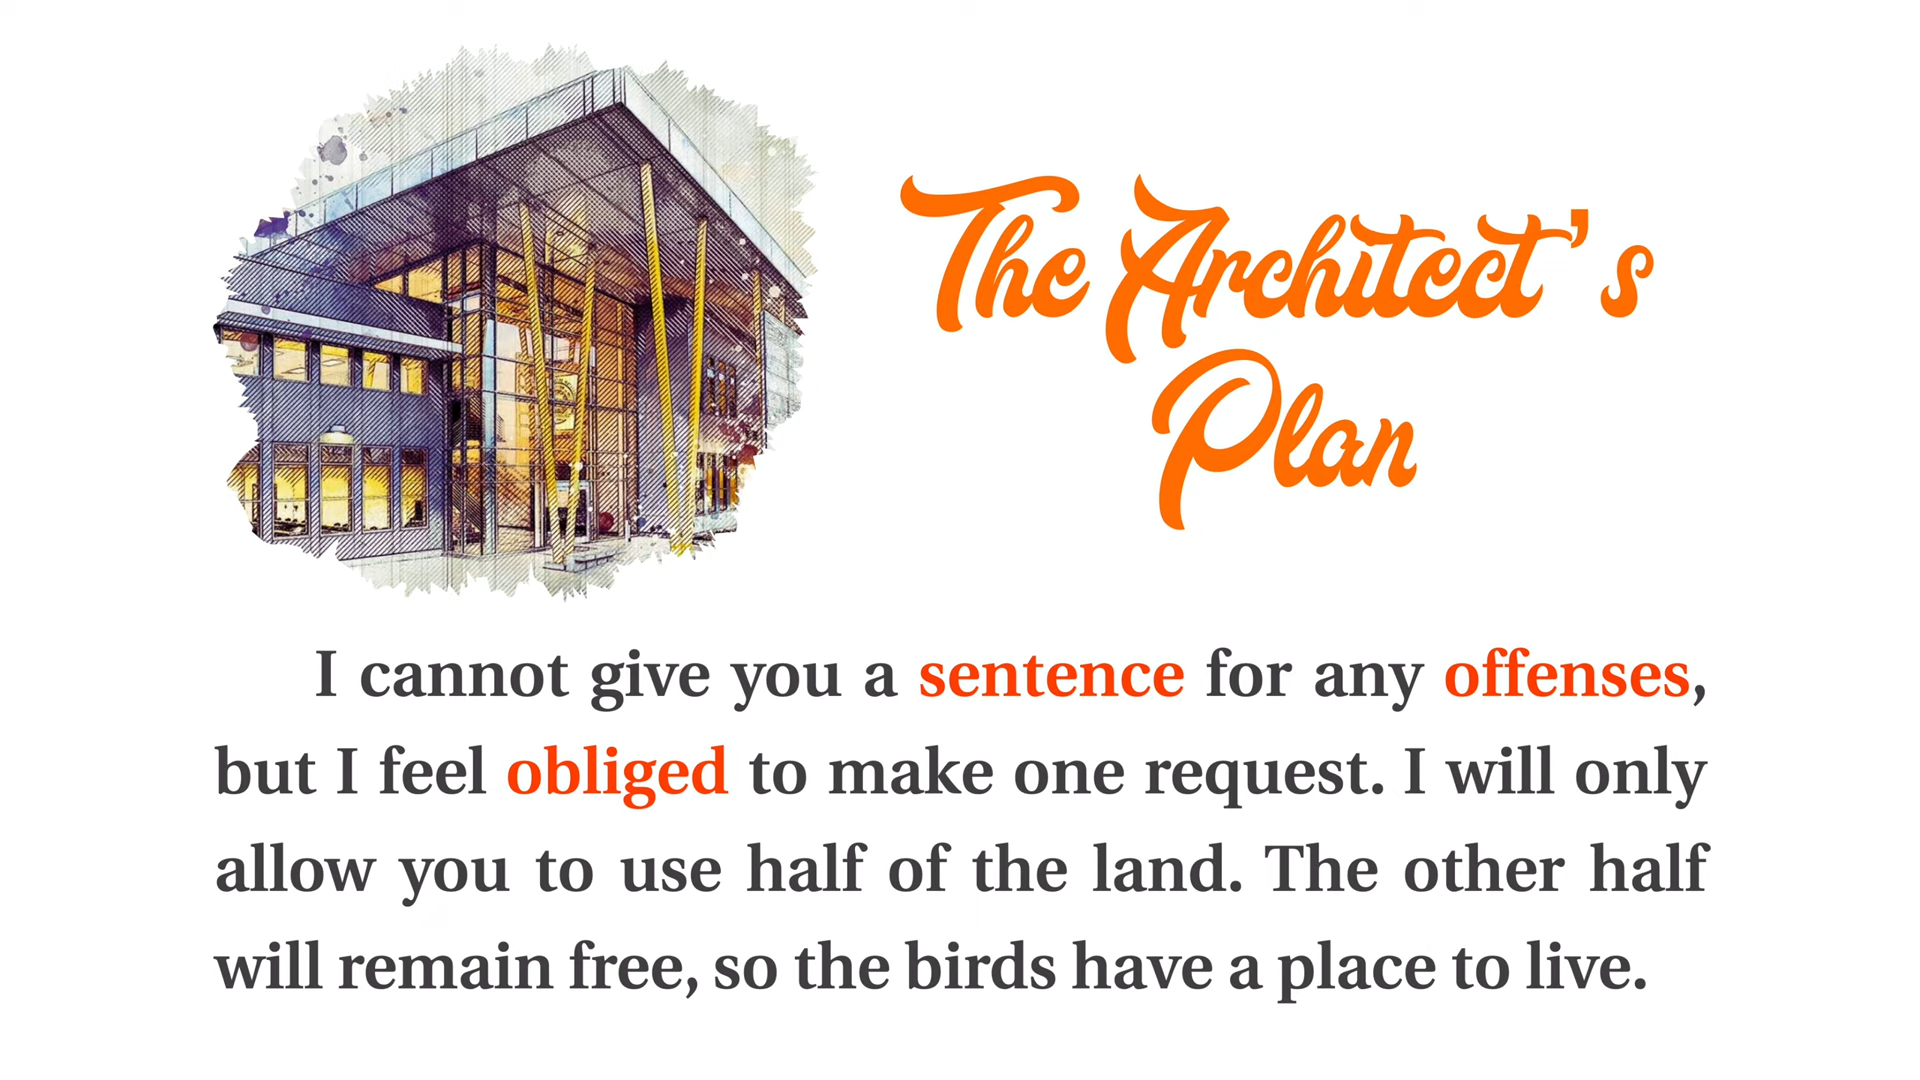 The Architect's
Plan
I cannot give you a sentence for any offenses,
but I feel obliged to make one request. I will only
allow you to use half of the land. The other half
will remain free, so the birds have a place to live.